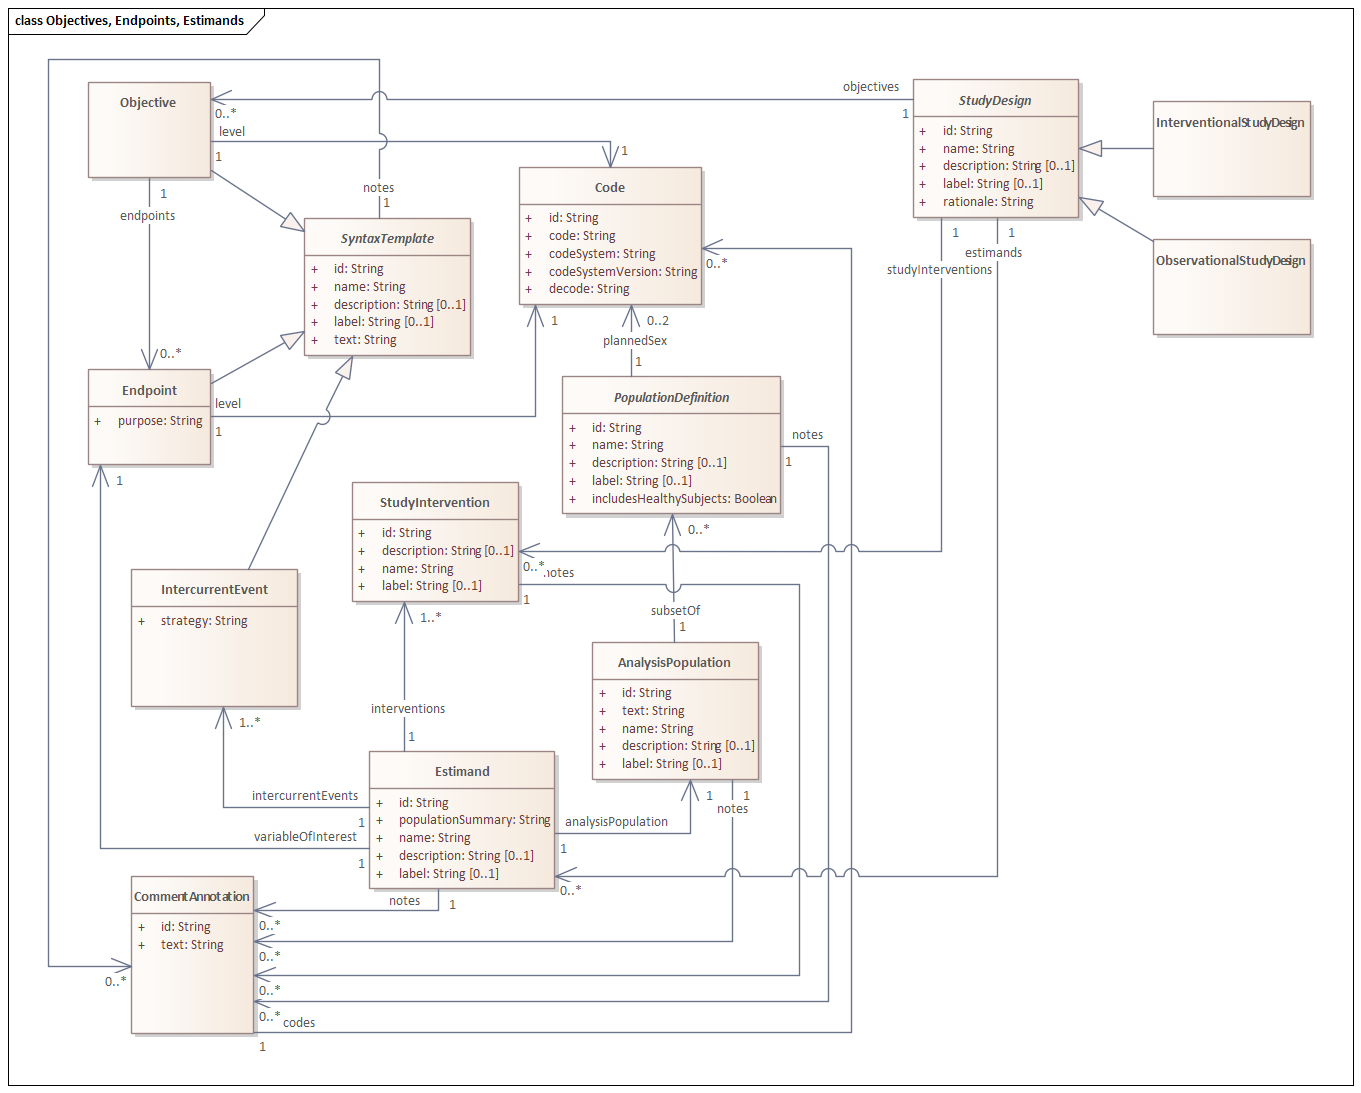 class Objectives, Endpoints, Estimands
Objective
0..*
level
1
1
endpoints
objectives
1
StudyDesign
+ id: String
+ name: String
+ description: String [0..1]
+ label: String [0..1]
+ rationale: String
InterventionalStudyDesign
ObservationalStudyDesign
1
studyInterventions
1
estimands
1
Code
+ id: String
+ code: String
+ codeSystem: String
+ codeSystemVersion: String
+ decode: String
0..*
1
0..2
plannedSex
1
notes
1
SyntaxTemplate
+ id: String
+ name: String
+ description: String [0..1]
+ label: String [0..1]
+ text: String
0..*
Endpoint
+ purpose: String
level
1
1
PopulationDefinition
+ id: String
+ name: String
+ description: String [0..1]
+ label: String [0..1]
+ includesHealthySubjects: Boolean
notes
1
0..*
StudyIntervention
+ id: String
+ description: String [0..1]
+ name: String
+ label: String [0..1]
0..*
notes
1
1..*
IntercurrentEvent
+ strategy: String
1..*
subsetOf
1
AnalysisPopulation
+ id: String
+ text: String
+ name: String
+ description: String [0..1]
+ label: String [0..1]
1
1
notes
interventions
1
Estimand
+ id: String
+ populationSummary: String
+ name: String
+ description: String [0..1]
+ label: String [0..1]
intercurrentEvents
1
variableOfInterest
1
analysisPopulation
1
0..*
notes
1
CommentAnnotation
+ id: String
+ text: String
0..*
0..*
0..*
0..*
0..*
codes
1